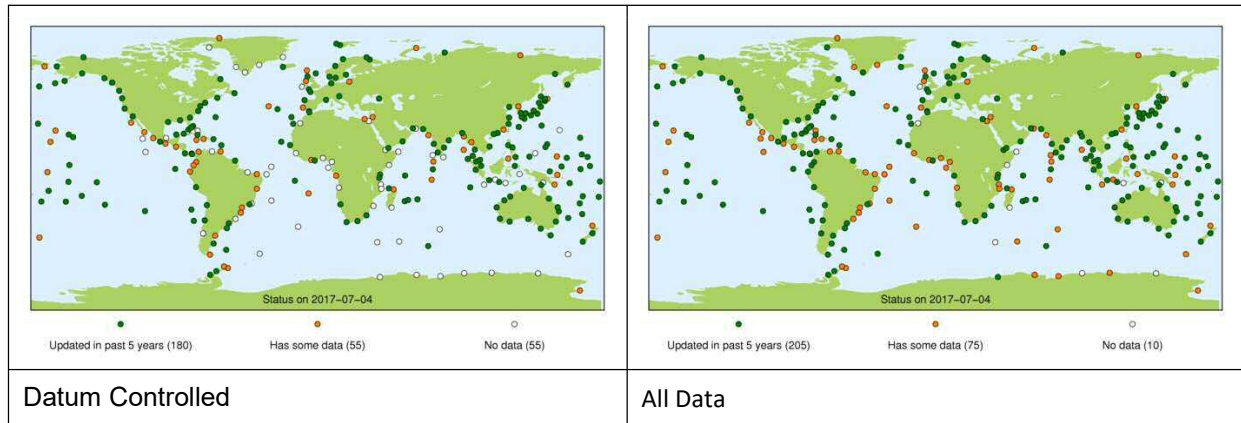 Status on 2017-07-04
Updated in past 5 years (180)
Has some data (55)
No data (55)
Datum Controlled
Status on 2017-07-04
Updated in past 5 years (205)
Has some data (75)
No data (10)
All Data